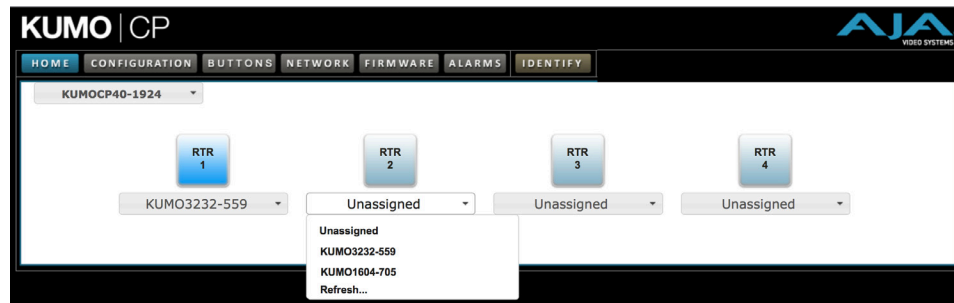 KUMO | CP
AJA
VIDEO SYSTEMS
HOME CONFIGURATION BUTTONS NETWORK FIRMWARE ALARMS IDENTIFY
KUMOCP40-1924
RTR
1
RTR
2
RTR
3
RTR
4
KUMO3232-559
Unassigned
Unassigned
Unassigned
Unassigned
KUMO3232-559
KUMO1604-705
Refresh...